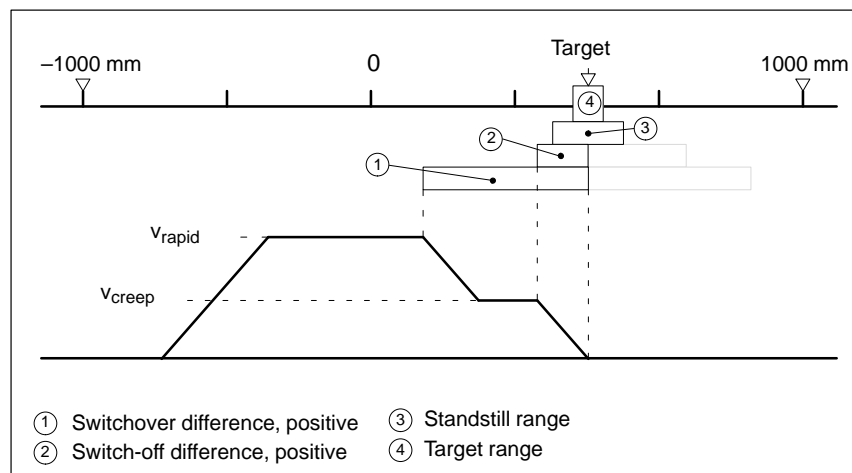 Target
–1000 mm
0
1000 mm
4
3
2
1
vrapid
vcreep
1 Switchover difference, positive
2 Switch-off difference, positive
3 Standstill range
4 Target range